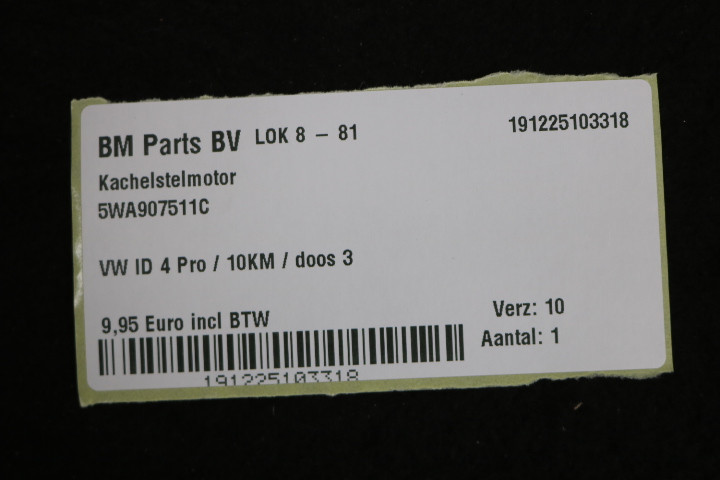 BM Parts BV LOK 8 – 81 191225103318
Kachelstelmotor
5WA907511C
VW ID 4 Pro / 10KM / doos 3
9,95 Euro incl BTW Verz: 10
Aantal: 1
191225103318